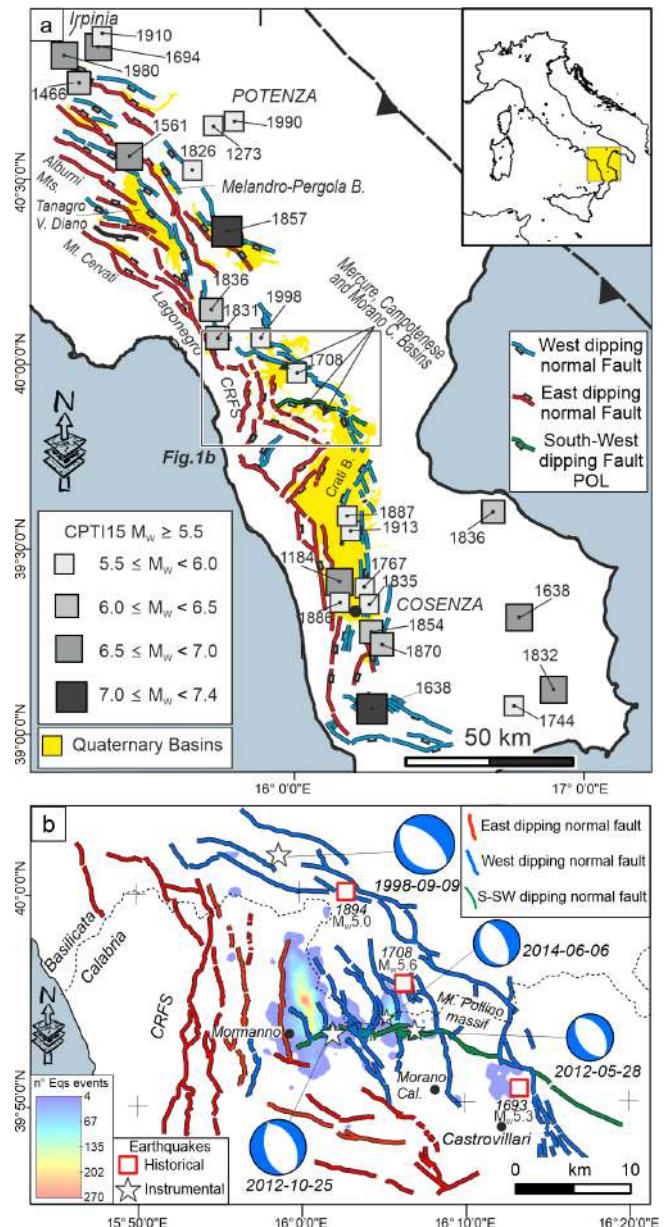 a
Irpinia
1910
1694
1980
1466
POTENZA
1990
1273
1561
1826
Melandro-Pergola B.
Alburni
Mts.
40°30'0"N
Tanagro
V. Diano
Mt. Cervati
1857
1836
1831
1998
Lagonegro
Mercure, Campotenese
and Morano C. Basins
1708
40°0'0"N
CRFS
Fig.1b
West dipping
normal Fault
East dipping
normal Fault
South-West
dipping Fault
POL
N
Crati B.
1887
1913
1836
39°30'0"N
CPTI15 Mw ≥ 5.5
5.5 ≤ Mw < 6.0
6.0 ≤ Mw < 6.5
6.5 ≤ Mw < 7.0
7.0 ≤ Mw < 7.4
Quaternary Basins
1184
1767
1835
COSENZA
1886
1854
1870
1638
1638
1832
1744
39°0'0"N
50 km
16°0'0"E
17°0'0"E
b
East dipping normal fault
West dipping normal fault
S-SW dipping normal fault
1998-09-09
40°0'0"N
1894
Mw5.0
2014-06-06
Basilicata
Calabria
1708
Mw5.6
N
CRFS
Mt. Pollino
massif
Mormanno
2012-05-28
Morano
Cal.
39°50'0"N
1693
Mw5.3
Castrovillari
n° Eqs events
4
67
135
202
270
Earthquakes
Historical
Instrumental
2012-10-25
0 km 10
15°50'0"E
16°0'0"E
16°10'0"E
16°20'0"E